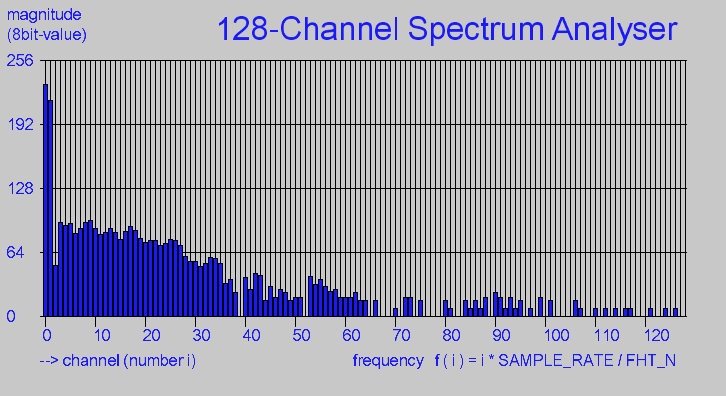 magnitude
(8bit-value)
128-Channel Spectrum Analyser
256
192
128
64
0
0 10 20 30 40 50 60 70 80 90 100 110 120
--> channel (number i) frequency f ( i ) = i * SAMPLE_RATE / FHT_N